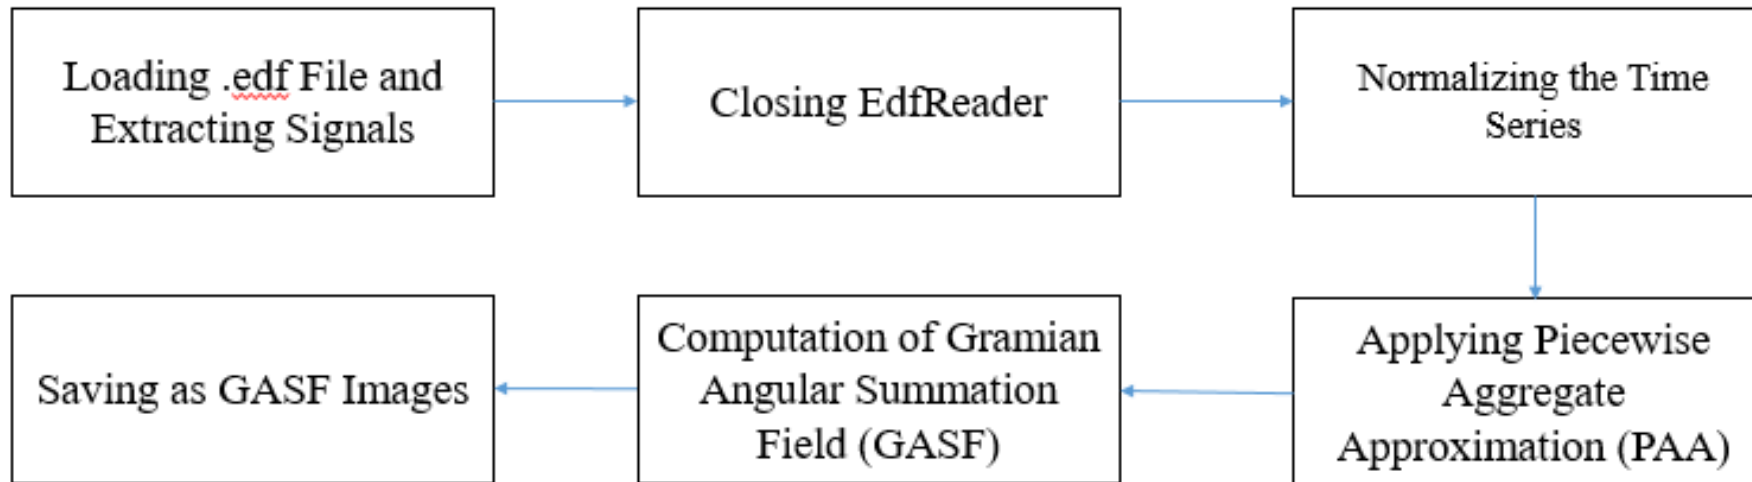 Loading .edf File and
Extracting Signals
Closing EdfReader
Normalizing the Time
Series
Applying Piecewise
Aggregate
Approximation (PAA)
Computation of Gramian
Angular Summation
Field (GASF)
Saving as GASF Images